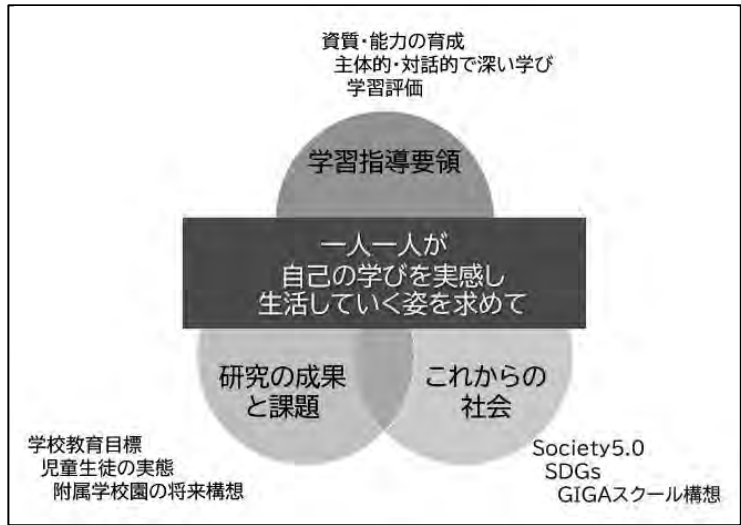 資質・能力の育成
主体的・対話的で深い学び
学習評価
学習指導要領
一人一人が
自己の学びを実感し
生活していく姿を求めて
研究の成果
と課題
これからの
社会
学校教育目標
児童生徒の実態
附属学校園の将来構想
Society5.0
SDGs
GIGAスクール構想